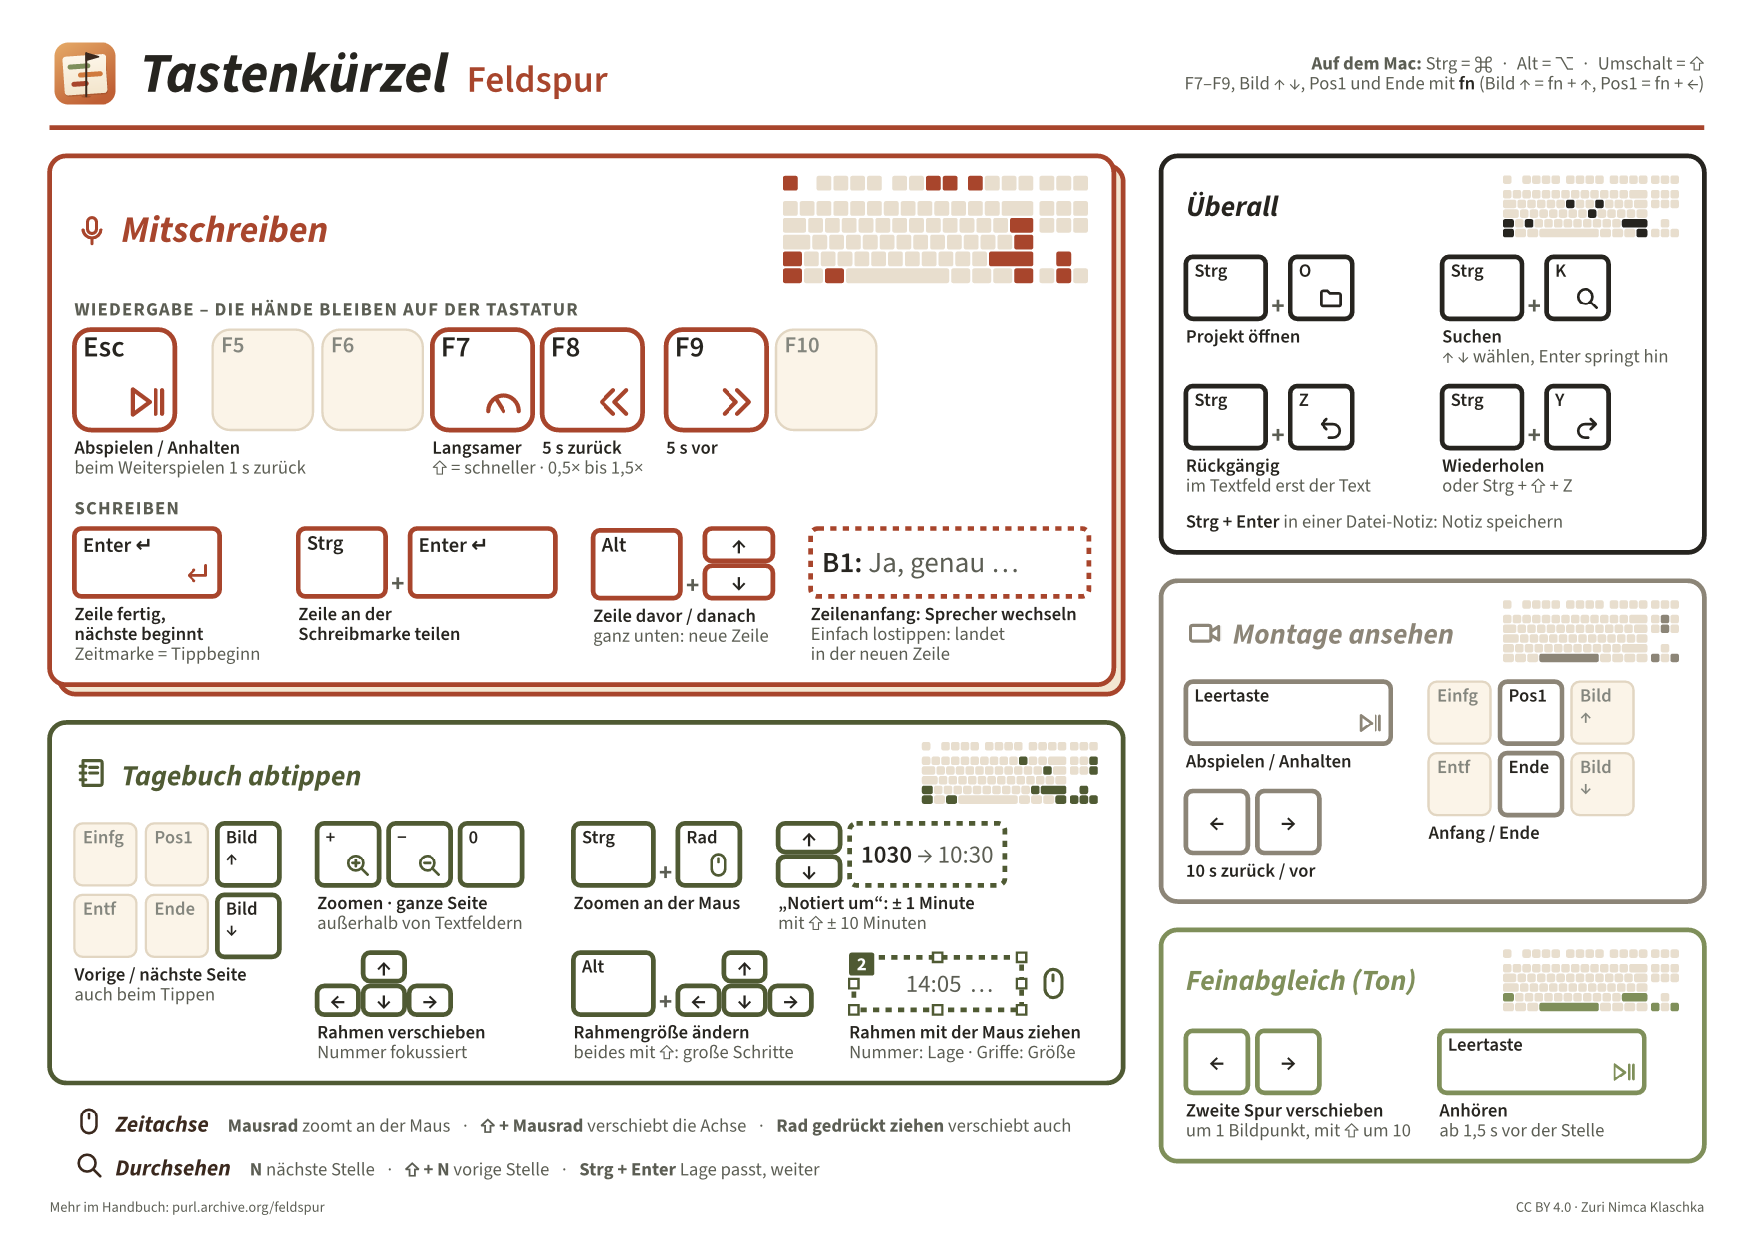 Tastenkürzel Feldspur
Auf dem Mac: Strg = ⌘ · Alt = ⌥ · Umschalt = ⇧
F7–F9, Bild ↑ ↓, Pos1 und Ende mit fn (Bild ↑ = fn + ↑, Pos1 = fn + ←)
Mitschreiben
WIEDERGABE – DIE HÄNDE BLEIBEN AUF DER TASTATUR
Esc F5 F6 F7 F8 F9 F10
Abspielen / Anhalten Langsamer 5 s zurück 5 s vor
beim Weiterspielen 1 s zurück ⇧ = schneller · 0,5× bis 1,5×
SCHREIBEN
Enter ↵ Strg + Enter ↵ Alt + ↑ ↓ B1: Ja, genau …
Zeile fertig,
nächste beginnt
Zeitmarke = Tippbeginn
Zeile an der
Schreibmarke teilen
Zeile davor / danach
ganz unten: neue Zeile
Zeilenanfang: Sprecher wechseln
Einfach lostippen: landet
in der neuen Zeile
Überall
Strg + O
Projekt öffnen
Strg + K
Suchen
↑ ↓ wählen, Enter springt hin
Strg + Z
Rückgängig
im Textfeld erst der Text
Strg + Y
Wiederholen
oder Strg + ⇧ + Z
Strg + Enter in einer Datei-Notiz: Notiz speichern
Tagebuch abtippen
Einfg Pos1 Bild ↑
Entf Ende Bild ↓
Vorige / nächste Seite
auch beim Tippen
+ − 0
Zoomen · ganze Seite
außerhalb von Textfeldern
Strg + Rad
Zoomen an der Maus
↑ ↓ 1030 → 10:30
„Notiert um“: ± 1 Minute
mit ⇧ ± 10 Minuten
↑ ← ↓ →
Rahmen verschieben
Nummer fokussiert
Alt + ↑ ← ↓ →
Rahmengröße ändern
beides mit ⇧: große Schritte
2 14:05 …
Rahmen mit der Maus ziehen
Nummer: Lage · Griffe: Größe
Montage ansehen
Leertaste
Abspielen / Anhalten
← →
10 s zurück / vor
Einfg Pos1 Bild ↑
Entf Ende Bild ↓
Anfang / Ende
Feinabgleich (Ton)
← →
Zweite Spur verschieben
um 1 Bildpunkt, mit ⇧ um 10
Leertaste
Anhören
ab 1,5 s vor der Stelle
Zeitachse Mausrad zoomt an der Maus · ⇧ + Mausrad verschiebt die Achse · Rad gedrückt ziehen verschiebt auch
Durchsehen N nächste Stelle · ⇧ + N vorige Stelle · Strg + Enter Lage passt, weiter
Mehr im Handbuch: purl.archive.org/feldspur
CC BY 4.0 · Zuri Nimca Klaschka